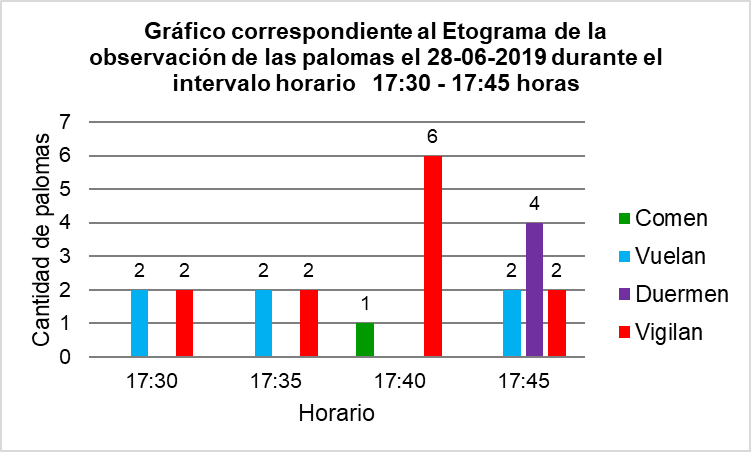 Gráfico correspondiente al Etograma de la
observación de las palomas el 28-06-2019 durante el
intervalo horario 17:30 - 17:45 horas
Cantidad de palomas
7
6
5
4
3
2
1
0
2 2
2 2
1 6
2 4 2
17:30 17:35 17:40 17:45
Horario
Comen
Vuelan
Duermen
Vigilan